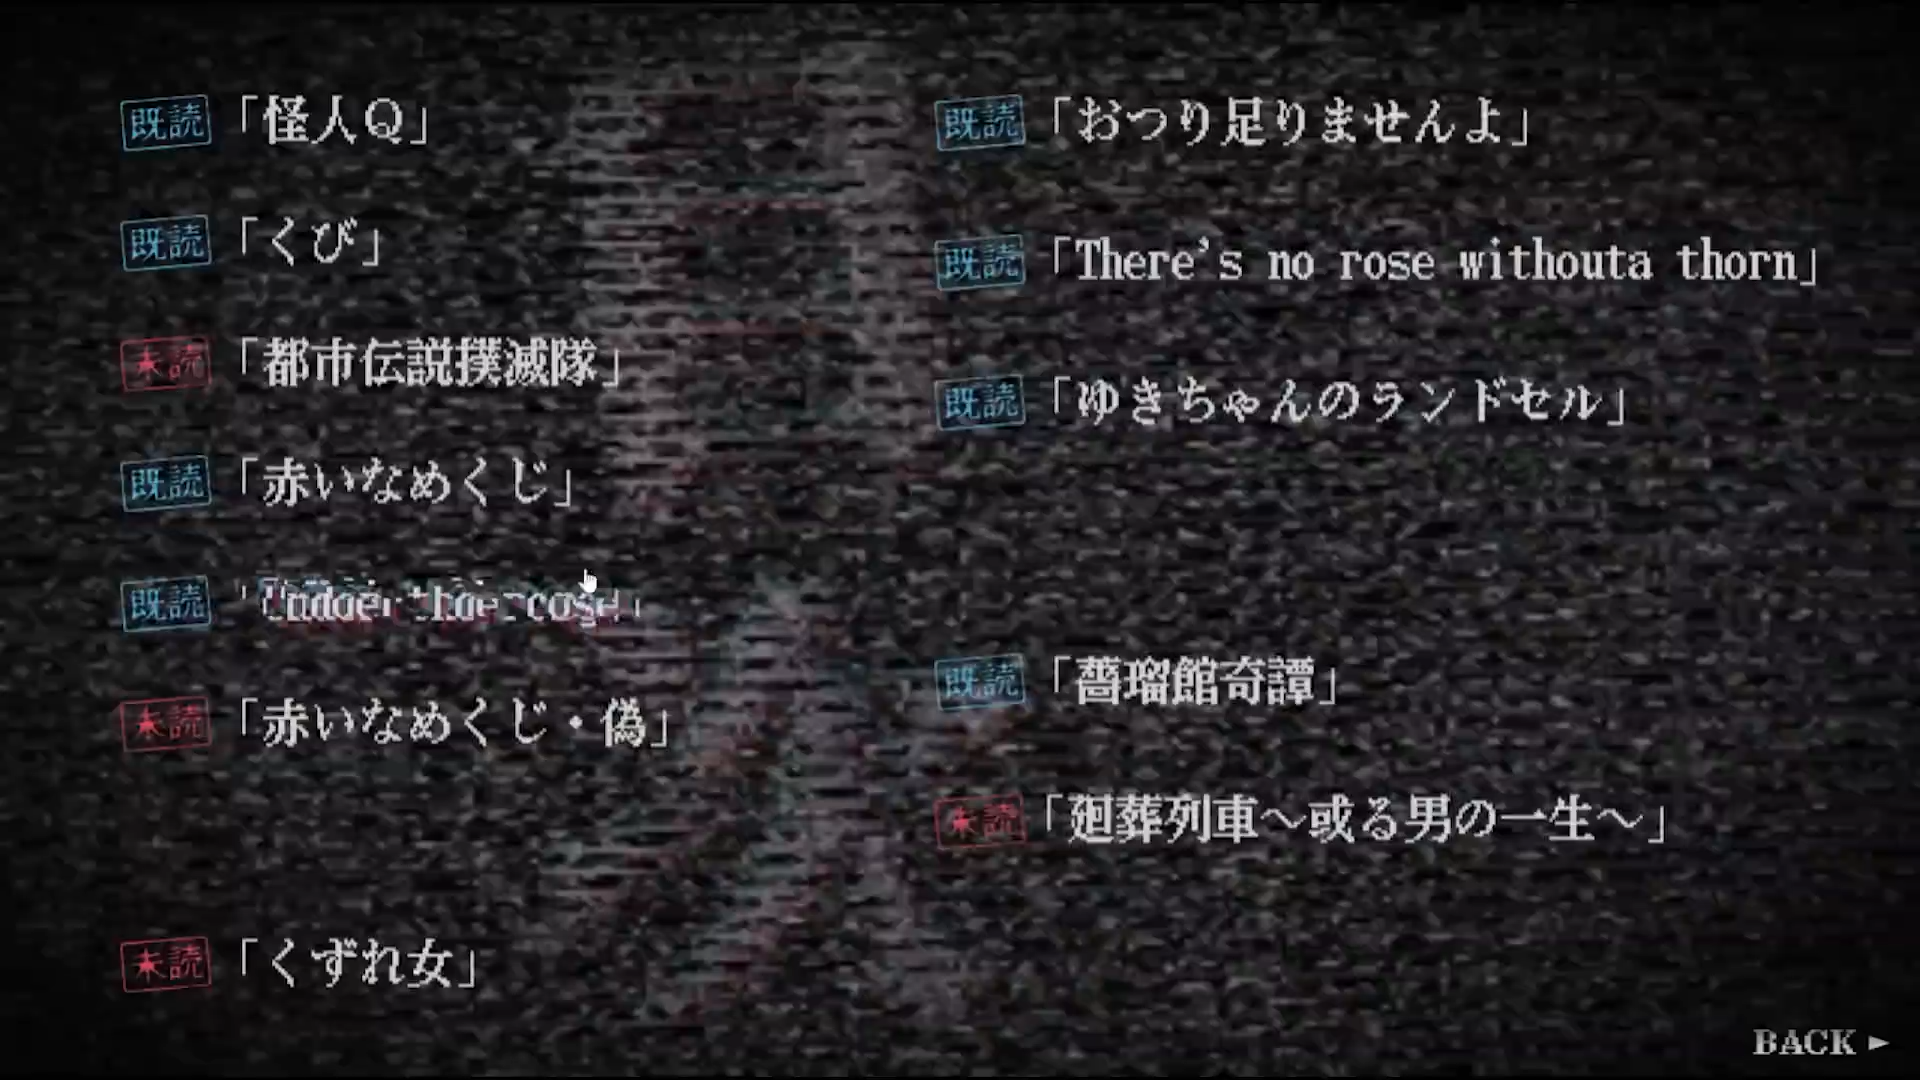 既読「怪人Q」
既読「くび」
未読「都市伝説撲滅隊」
既読「赤いなめくじ」
既読
未読「赤いなめくじ・偽」
未読「くずれ女」
既読「おつり足りませんよ」
既読「There's no rose withouta thorn」
既読「ゆきちゃんのランドセル」
既読「薔瑠館奇譚」
未読「廻葬列車～或る男の一生～」
BACK ►